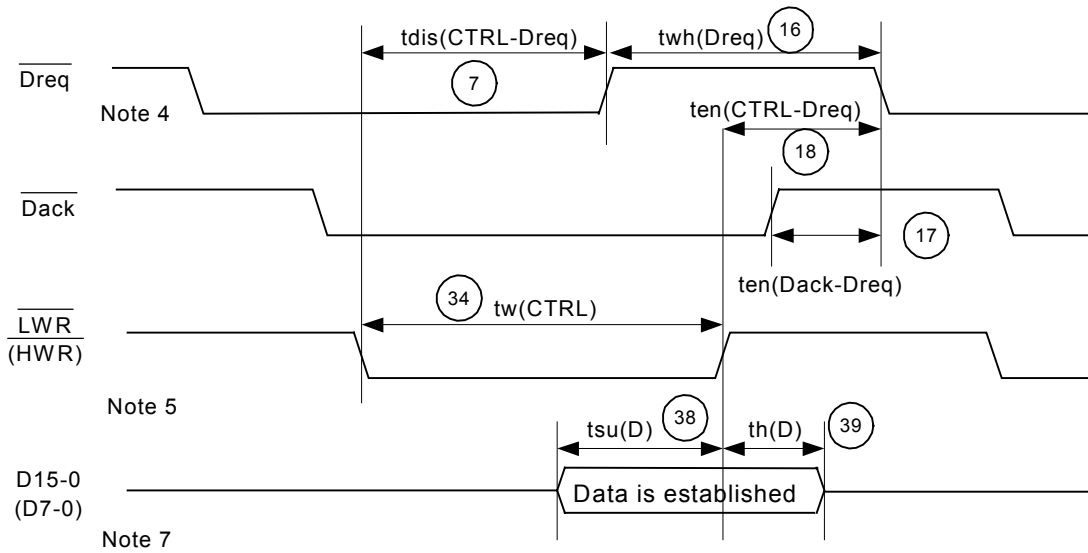 tdis(CTRL-Dreq)
twh(Dreq)
16
Dreq
7
Note 4
ten(CTRL-Dreq)
18
Dack
17
ten(Dack-Dreq)
34
tw(CTRL)
LWR
(HWR)
Note 5
tsu(D)
38
th(D)
39
D15-0
(D7-0)
Data is established
Note 7